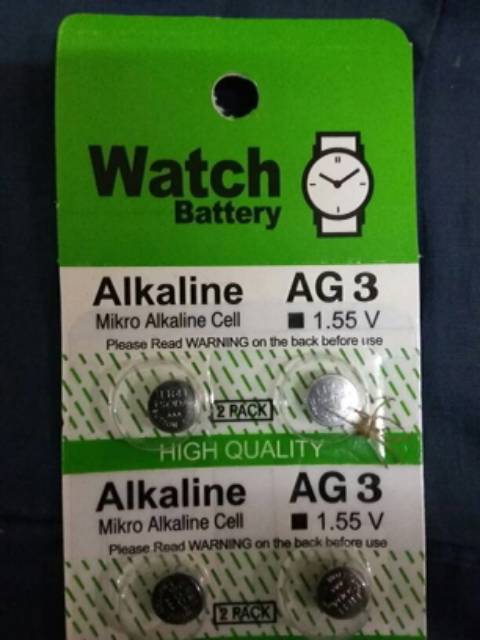 Watch
Battery
Alkaline AG 3
Mikro Alkaline Cell ■ 1.55 V
Please Read WARNING on the back before use
2 PACK
HIGH QUALITY
Alkaline AG 3
Mikro Alkaline Cell ■ 1.55 V
Please Read WARNING on the back before use
2 PACK